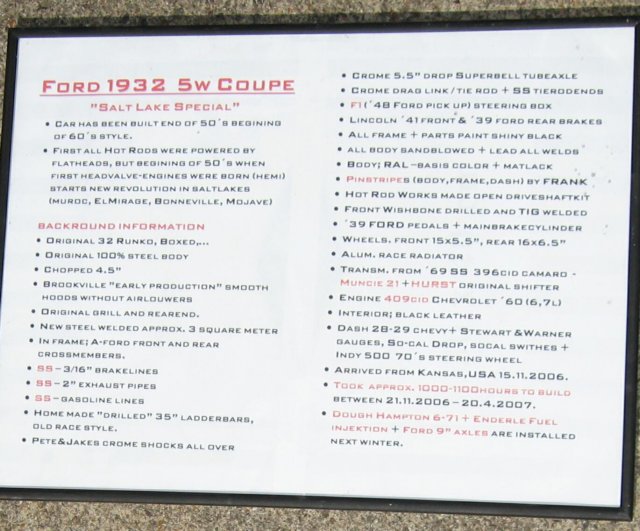 Ford 1932 5w Coupe
"Salt Lake Special"
• Car has been built end of 50´s begining
of 60´s style.
• First all Hot Rods were powered by
flatheads, but begining of 50´s when
first headvalve-engines were born (hemi)
starts new revolution in saltlakes
(muroc, elMirage, Bonneville, Mojave)
backround information
• Original 32 Runko, Boxed,...
• Original 100% steel body
• Chopped 4.5"
• Brookville "early production" smooth
hoods without airlouwers
• Original grill and rearend.
• New steel welded approx. 3 square meter
• In frame; A-ford front and rear
crossmembers.
• SS – 3/16" brakelines
• SS – 2" exhaust pipes
• SS – gasoline lines
• Home made "drilled" 35" ladderbars,
old race style.
• Pete&Jakes crome shocks all over
• Crome 5.5" drop Superbell tubeaxle
• Crome drag link / tie rod + SS tierodends
• F1 (´48 Ford pick up) steering box
• Lincoln ´41 front & ´39 ford rear brakes
• All frame + parts paint shiny black
• all body sandblowed + lead all welds
• Body; RAL-basis color + matlack
• Pinstripes (body,frame,dash) by FRANK
• Hot Rod Works made open driveshaftkit
• Front Wishbone drilled and TIG welded
• ´39 FORD pedals + mainbrakecylinder
• Wheels. front 15x5.5", rear 16x6.5"
• Alum. race radiator
• Transm. from ´69 SS 396cid camaro -
Muncie 21 + HURST original shifter
• Engine 409cid Chevrolet ´60 (6,7l)
• Interior; black leather
• Dash 28-29 chevy+ Stewart & Warner
gauges, So-cal Drop, socal swithes +
Indy 500 70´s steering wheel
• Arrived from Kansas,USA 15.11.2006.
• Took approx. 1000-1100hours to build
between 21.11.2006 – 20.4.2007.
• Dough Hampton 6-71 + Enderle Fuel
injektion + Ford 9" axles are installed
next winter.